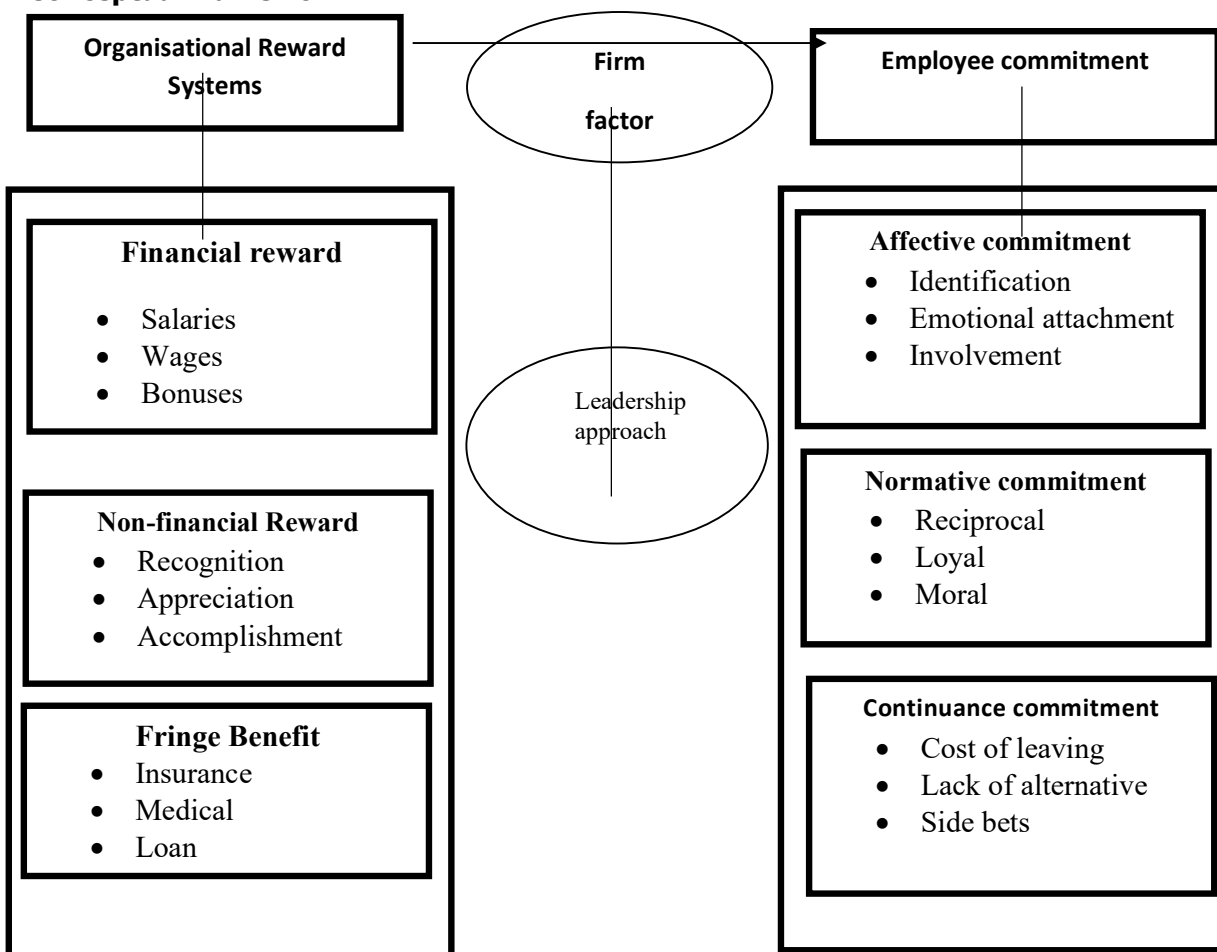 Organisational Reward
Systems
Firm
factor
Employee commitment
Financial reward
• Salaries
• Wages
• Bonuses
Non-financial Reward
• Recognition
• Appreciation
• Accomplishment
Fringe Benefit
• Insurance
• Medical
• Loan
Leadership
approach
Affective commitment
• Identification
• Emotional attachment
• Involvement
Normative commitment
• Reciprocal
• Loyal
• Moral
Continuance commitment
• Cost of leaving
• Lack of alternative
• Side bets